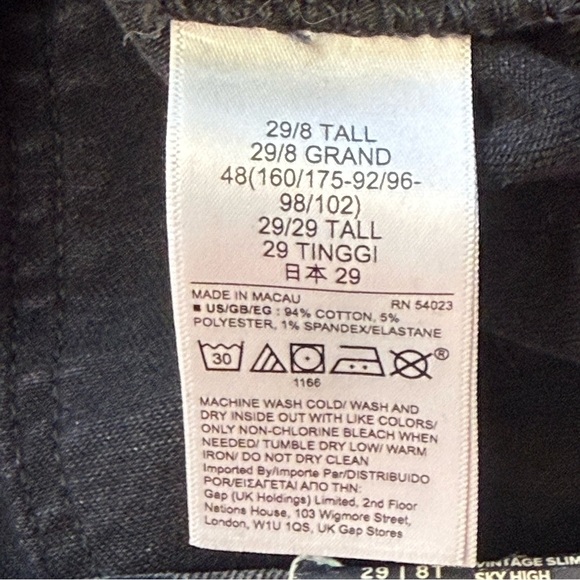 29/8 TALL
29/8 GRAND
48(160/175-92/96-
98/102)
29/29 TALL
29 TINGGI
日本 29
MADE IN MACAU RN 54023
■ US/GB/EG : 94% COTTON, 5%
POLYESTER, 1% SPANDEX/ELASTANE
30 ®
1166
MACHINE WASH COLD/ WASH AND
DRY INSIDE OUT WITH LIKE COLORS/
ONLY NON-CHLORINE BLEACH WHEN
NEEDED/ TUMBLE DRY LOW/ WARM
IRON/ DO NOT DRY CLEAN
Imported By/Importe Par/DISTRIBUIDO
POR/ΕΙΣΑΓΕΤΑΙ ΑΠΟ ΤΗΝ:
Gap (UK Holdings) Limited, 2nd Floor
Nations House, 103 Wigmore Street,
London, W1U 1QS, UK Gap Stores
29 | 8T VINTAGE SLIM
SKY HIGH